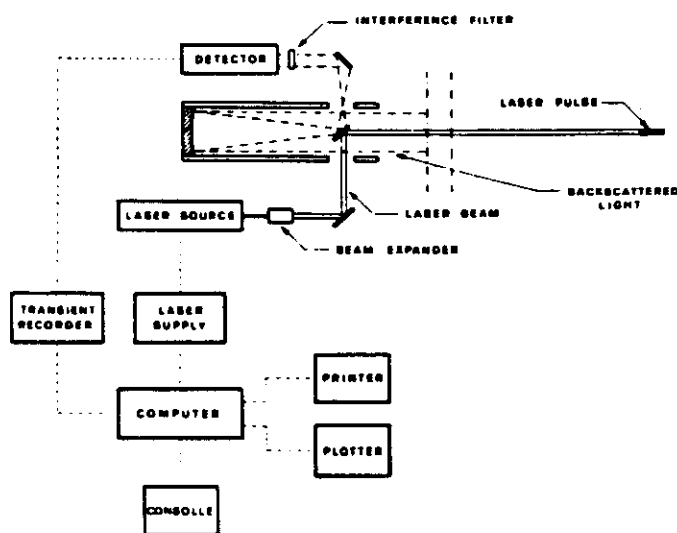 INTERFERENCE FILTER
DETECTOR
LASER PULSE
BACKSCATTERED
LIGHT
LASER BEAM
LASER SOURCE
BEAM EXPANDER
TRANSIENT
RECORDER
LASER
SUPPLY
PRINTER
COMPUTER
PLOTTER
CONSOLLE